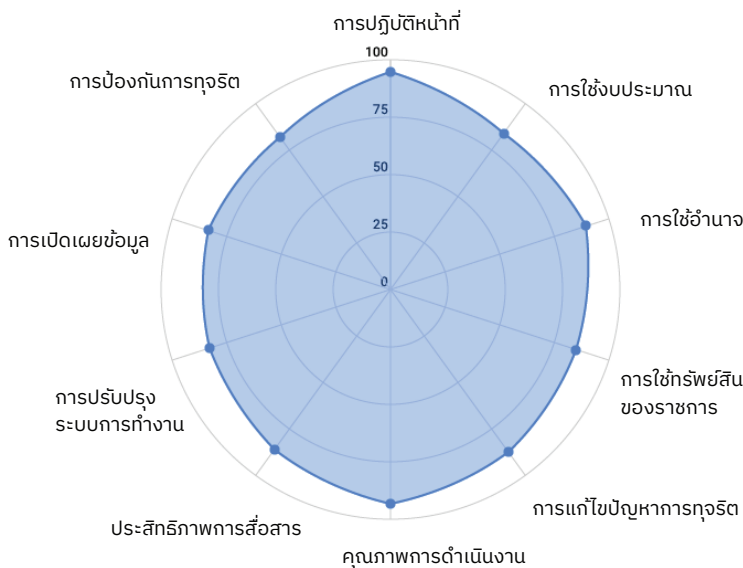 การปฏิบัติหน้าที่
100
การป้องกันการทุจริต
การใช้งบประมาณ
75
50
การใช้อำนาจ
25
การเปิดเผยข้อมูล
0
การใช้ทรัพย์สิน
ของราชการ
การปรับปรุง
ระบบการทำงาน
การแก้ไขปัญหาการทุจริต
ประสิทธิภาพการสื่อสาร
คุณภาพการดำเนินงาน